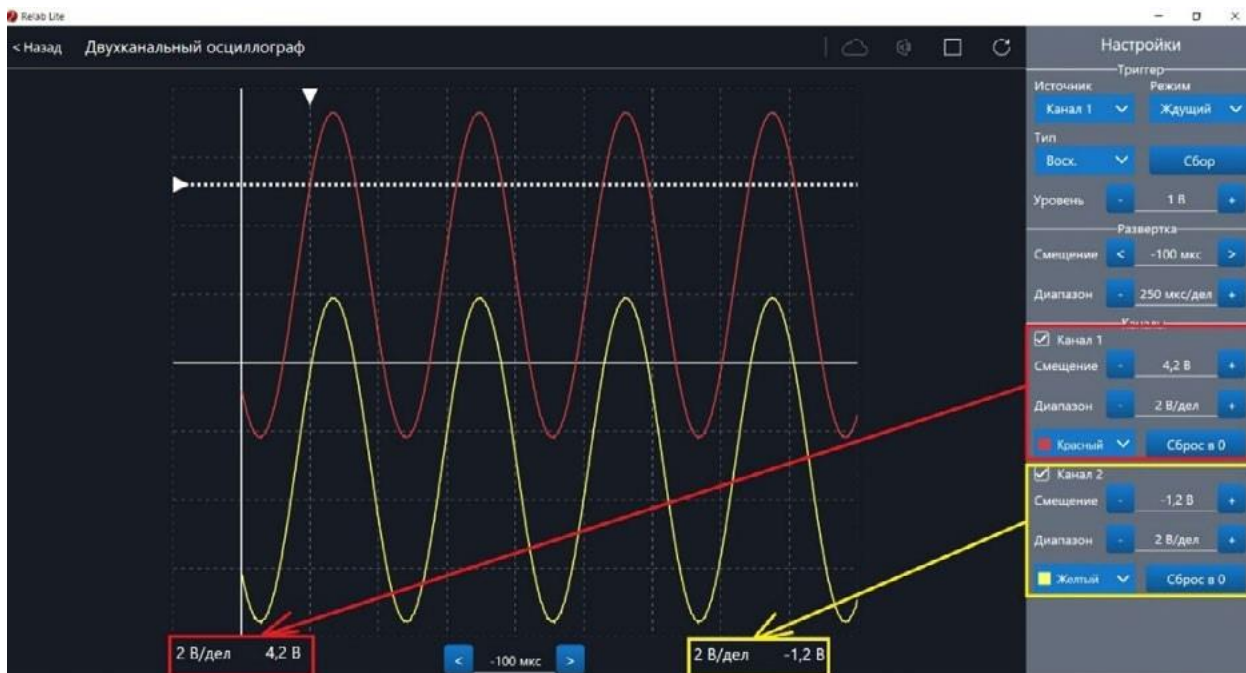 Relab Lite
< Назад Двухканальный осциллограф
Настройки
Триггер
Источник Режим
Канал 1 Ждущий
Тип
Восх. Сбор
Уровень - 1 В +
Развертка
Смещение < -100 мкс >
Диапазон - 250 мкс/дел +
Каналы
Канал 1
Смещение - 4,2 В +
Диапазон - 2 В/дел +
Красный Сброс в 0
Канал 2
Смещение - -1,2 В +
Диапазон - 2 В/дел +
Желтый Сброс в 0
2 В/дел 4,2 В < -100 мкс > 2 В/дел -1,2 В